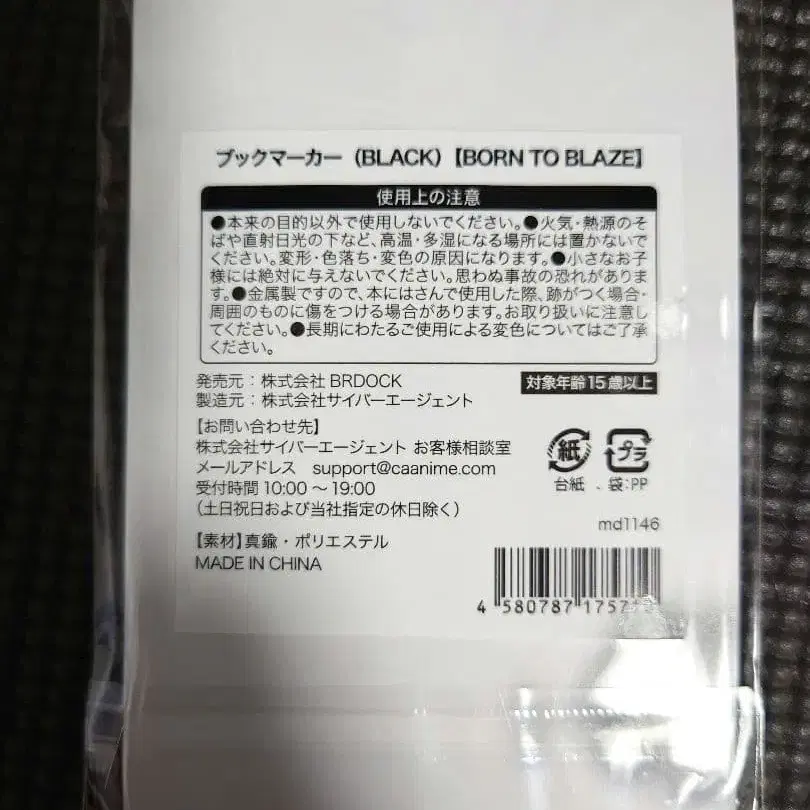 ブックマーカー（BLACK）【BORN TO BLAZE】
使用上の注意
●本来の目的以外で使用しないでください。●火気・熱源のそ
ばや直射日光の下など、高温・多湿になる場所には置かないで
ください。変形・色落ち・変色の原因になります。●小さなお子
様には絶対に与えないでください。思わぬ事故の恐れがありま
す。●金属製ですので、本にはさんで使用した際、跡がつく場合・
周囲のものに傷をつける場合があります。お取り扱いに注意し
てください。●長期にわたるご使用による変色についてはご了承
ください。
発売元：株式会社 BRDOCK
対象年齢15歳以上
製造元：株式会社サイバーエージェント
【お問い合わせ先】
株式会社サイバーエージェント お客様相談室
メールアドレス support@caanime.com
受付時間 10:00 ～ 19:00
（土日祝日および当社指定の休日除く）
紙
プラ
台紙 、袋:PP
md1146
【素材】真鍮・ポリエステル
MADE IN CHINA
4 580787 1757